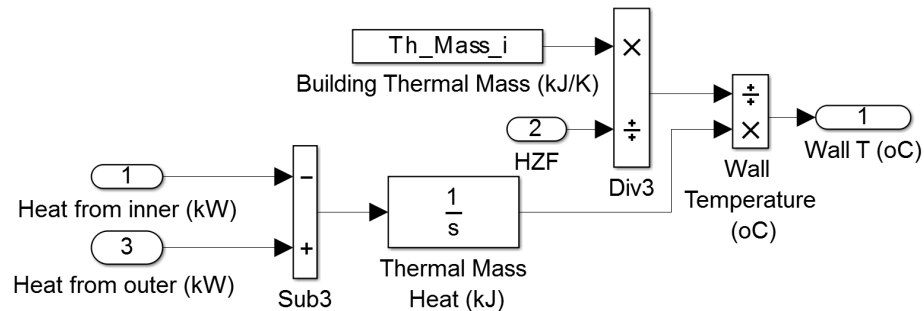 Th_Mass_i
×
Building Thermal Mass (kJ/K)
÷
÷
×
1
Wall T (oC)
2
HZF
Div3
Wall
Temperature
(oC)
1
−
Heat from inner (kW)
1
s
3
+
Heat from outer (kW)
Thermal Mass
Heat (kJ)
Sub3